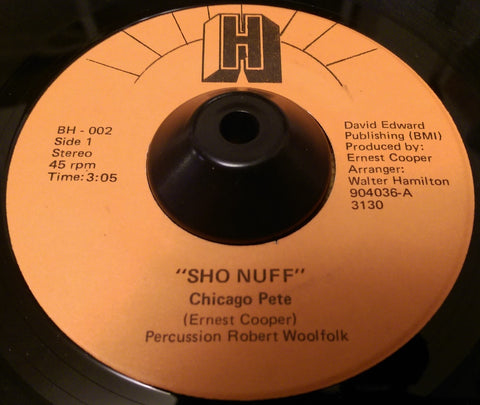 H
BH - 002
Side 1
Stereo
45 rpm
Time: 3:05
David Edward
Publishing (BMI)
Produced by:
Ernest Cooper
Arranger:
Walter Hamilton
904036-A
3130
"SHO NUFF"
Chicago Pete
(Ernest Cooper)
Percussion Robert Woolfolk